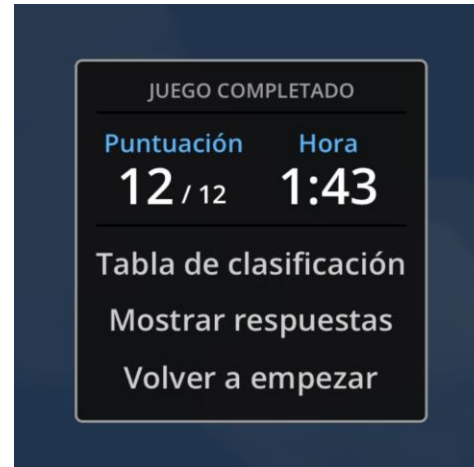 JUEGO COMPLETADO
Puntuación Hora
12 / 12 1:43
Tabla de clasificación
Mostrar respuestas
Volver a empezar